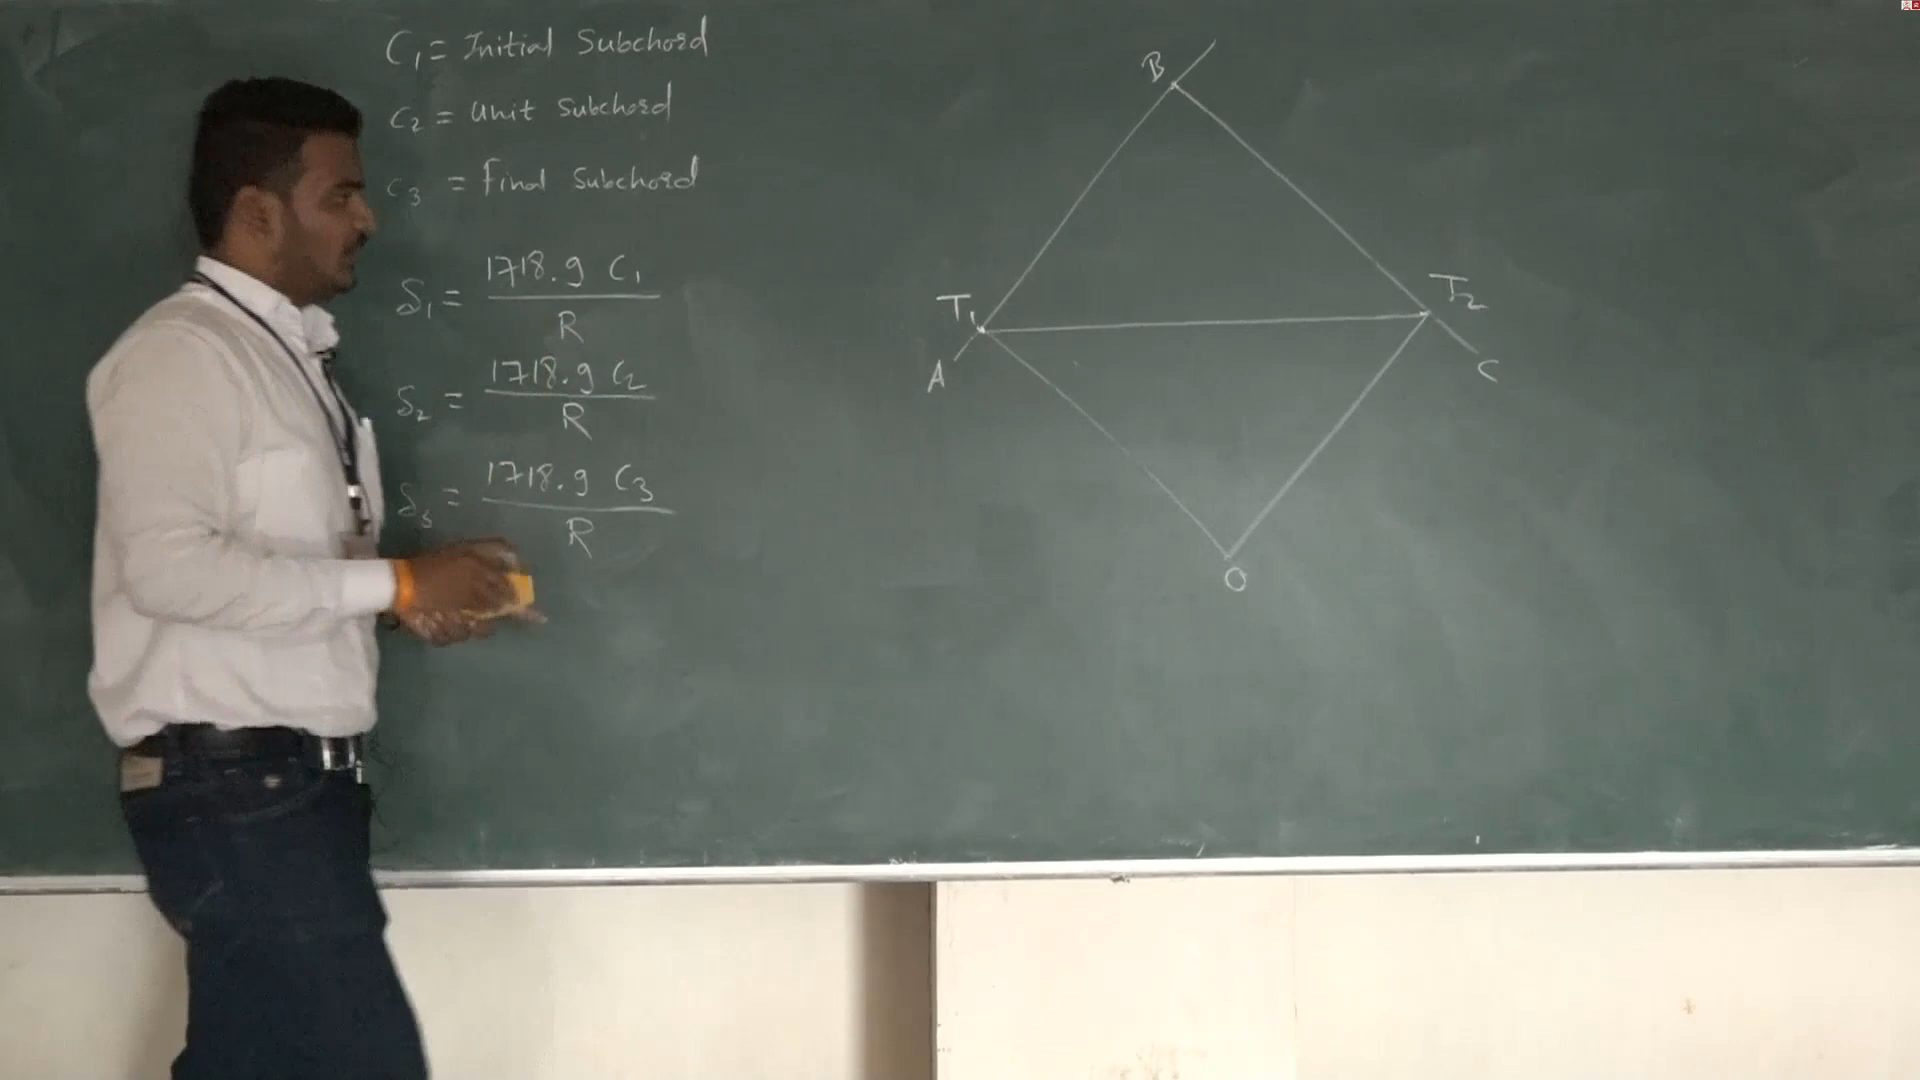 C₁ = Initial Subchord
C₂ = Unit Subchord
C₃ = Final Subchord
δ₁ = 1718.9 C₁ / R
δ₂ = 1718.9 C₂ / R
δ₃ = 1718.9 C₃ / R
B
T₁
T₂
A
C
O